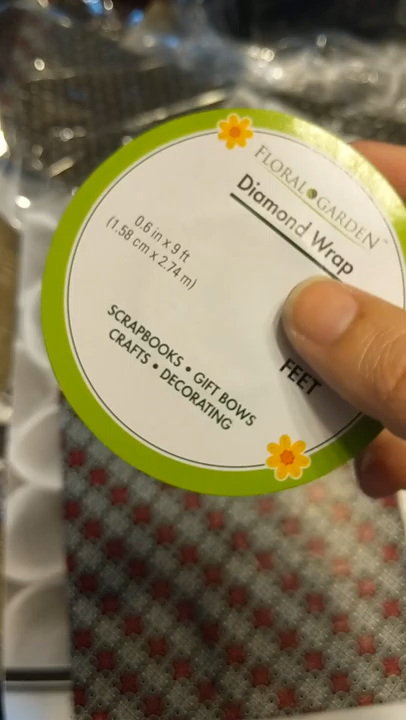 FLORAL GARDEN™
Diamond Wrap
0.6 in x 9 ft
(1.58 cm x 2.74 m)
FEET
SCRAPBOOKS • GIFT BOWS
CRAFTS • DECORATING